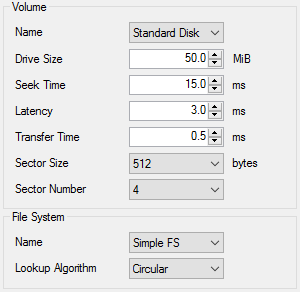 Volume
Name Standard Disk
Drive Size 50.0 MiB
Seek Time 15.0 ms
Latency 3.0 ms
Transfer Time 0.5 ms
Sector Size 512 bytes
Sector Number 4
File System
Name Simple FS
Lookup Algorithm Circular